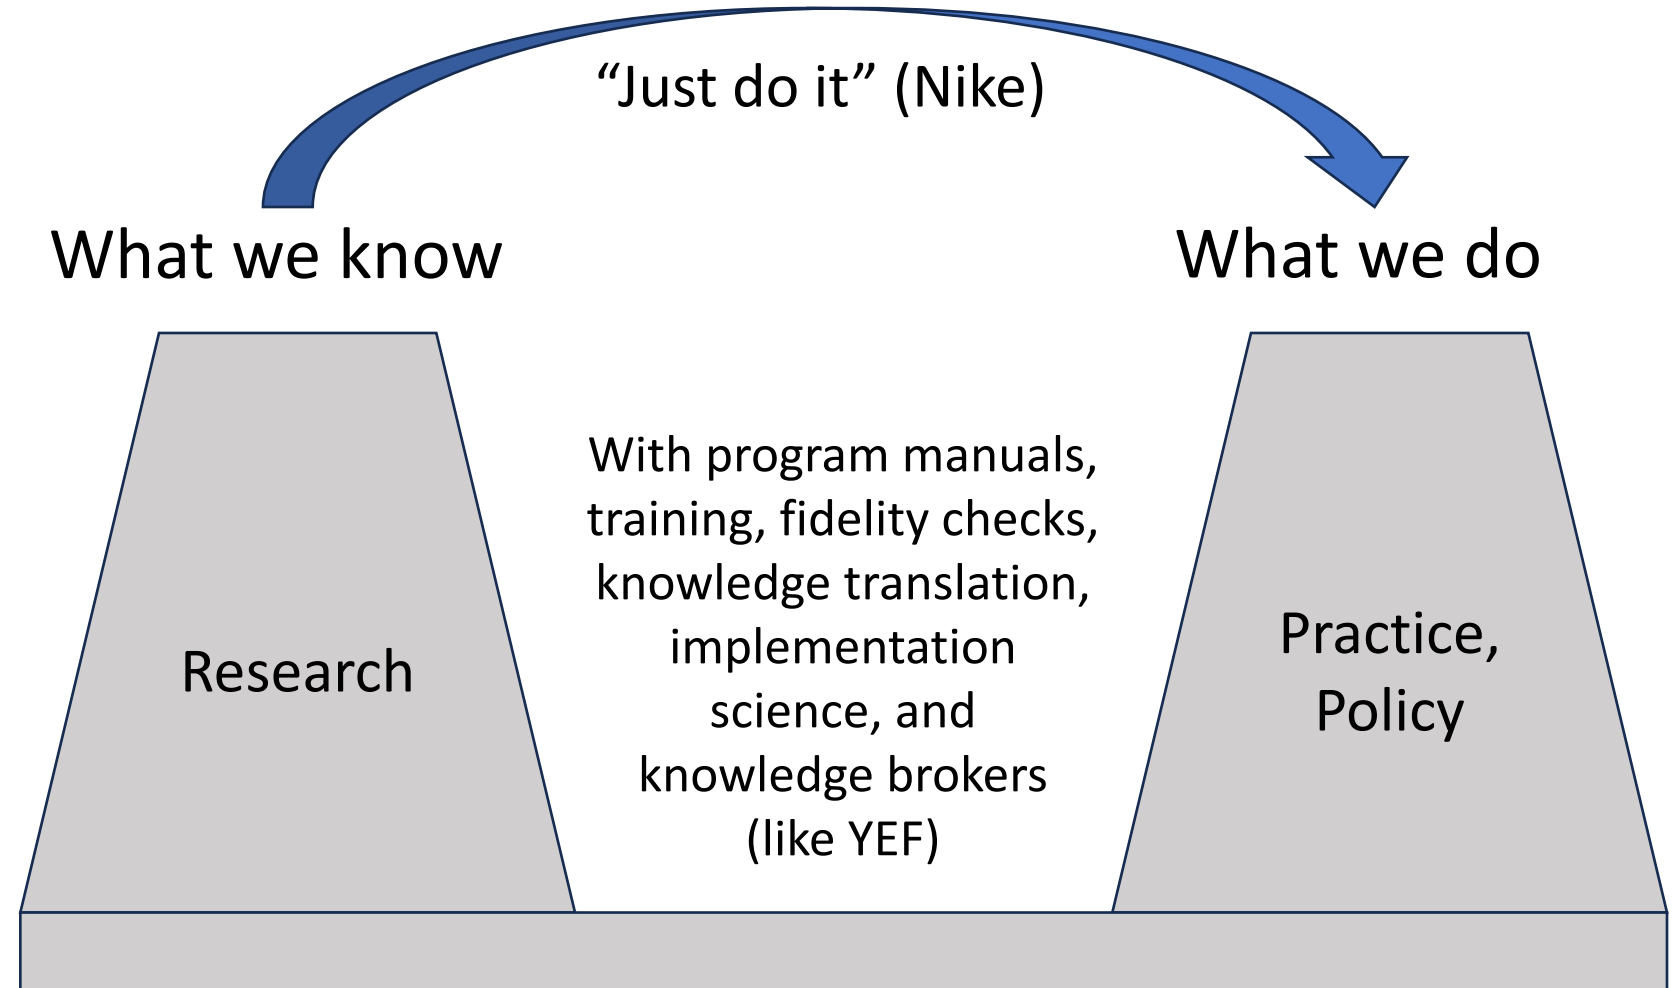 “Just do it” (Nike)
What we know
What we do
With program manuals,
training, fidelity checks,
knowledge translation,
implementation
science, and
knowledge brokers
(like YEF)
Research
Practice,
Policy